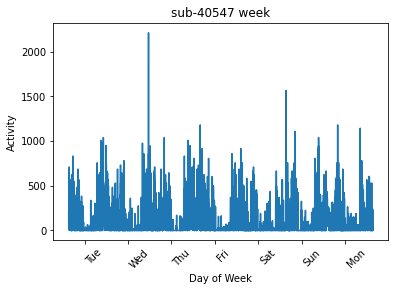 sub-40547 week
Activity
2000
1500
1000
500
0
Tue
Wed
Thu
Fri
Sat
Sun
Mon
Day of Week